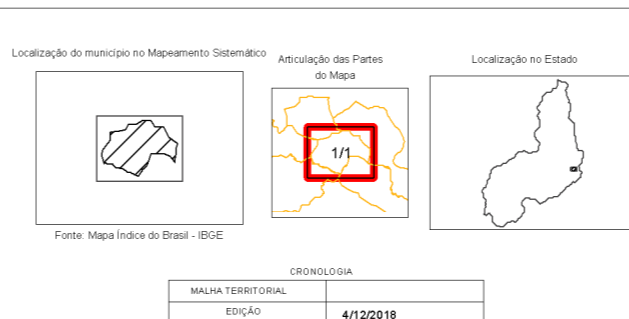 Localização do município no Mapeamento Sistemático
Articulação das Partes
do Mapa
Localização no Estado
1/1
Fonte: Mapa Índice do Brasil - IBGE
CRONOLOGIA
MALHA TERRITORIAL
EDIÇÃO 4/12/2018